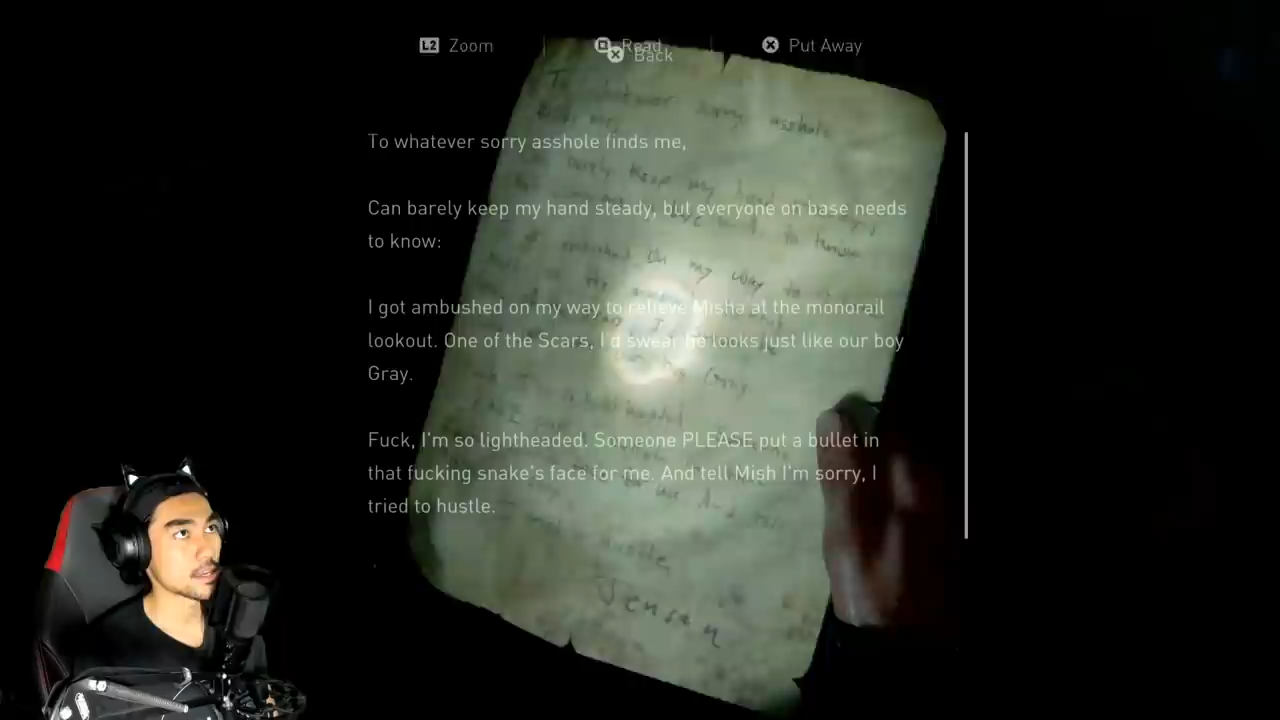 L2 Zoom
Read
Put Away
Back
To whatever sorry asshole finds me,
Can barely keep my hand steady, but everyone on base needs
to know:
I got ambushed on my way to relieve Misha at the monorail
lookout. One of the Scars, I'd swear he looks just like our boy
Gray.
Fuck, I'm so lightheaded. Someone PLEASE put a bullet in
that fucking snake's face for me. And tell Mish I'm sorry, I
tried to hustle.
Jensen